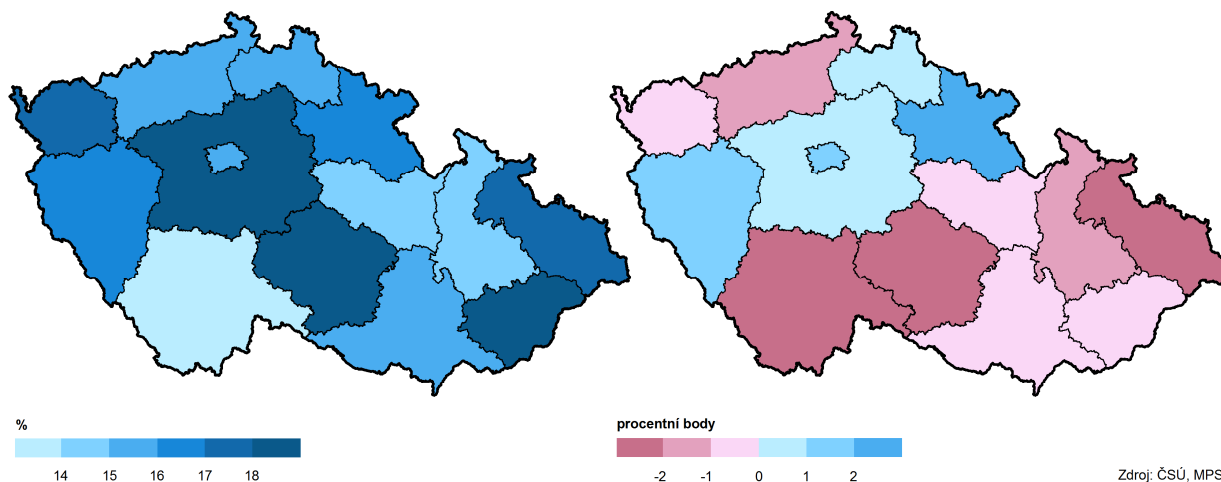 %
14 15 16 17 18
procentní body
-2 -1 0 1 2
Zdroj: ČSÚ, MPS